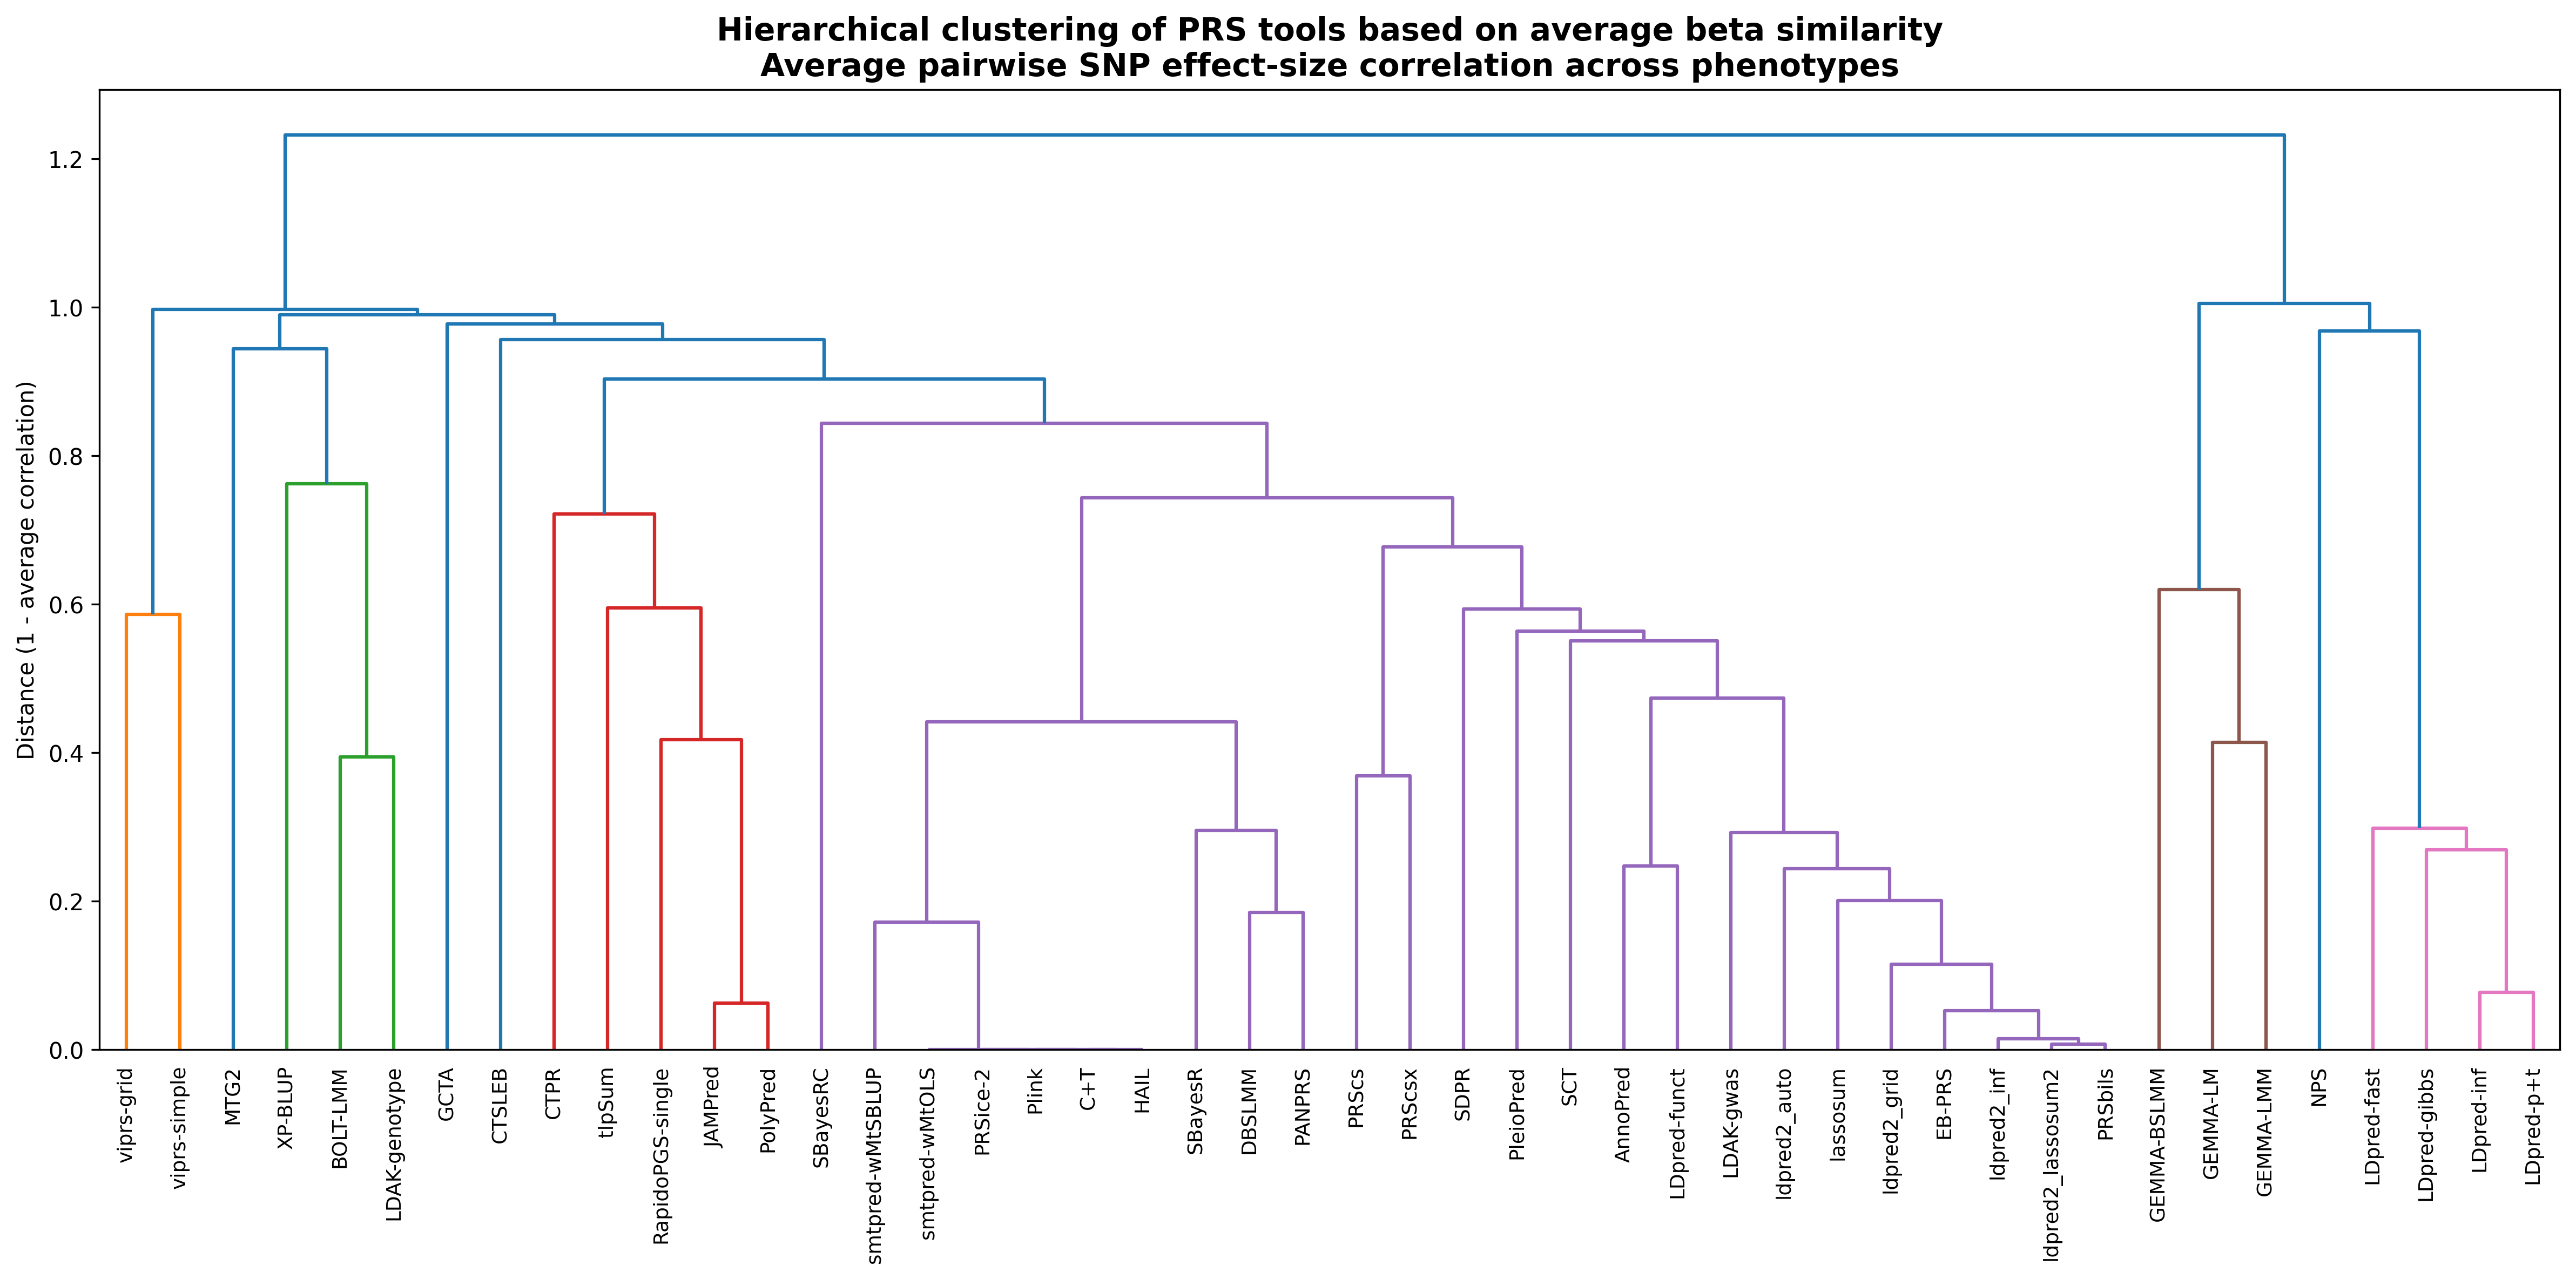 Hierarchical clustering of PRS tools based on average beta similarity
Average pairwise SNP effect-size correlation across phenotypes
Distance (1 - average correlation)
1.2
1.0
0.8
0.6
0.4
0.2
0.0
viprs-grid
viprs-simple
MTG2
XP-BLUP
BOLT-LMM
LDAK-genotype
GCTA
CTSLEB
CTPR
tlpSum
RapidoPGS-single
JAMPred
PolyPred
SBayesRC
smtpred-wMtSBLUP
smtpred-wMtOLS
PRSice-2
Plink
C+T
HAIL
SBayesR
DBSLMM
PANPRS
PRScs
PRScsx
SDPR
PleioPred
SCT
AnnoPred
LDpred-funct
LDAK-gwas
ldpred2_auto
lassosum
ldpred2_grid
EB-PRS
ldpred2_inf
ldpred2_lassosum2
PRSbils
GEMMA-BSLMM
GEMMA-LM
GEMMA-LMM
NPS
LDpred-fast
LDpred-gibbs
LDpred-inf
LDpred-p+t